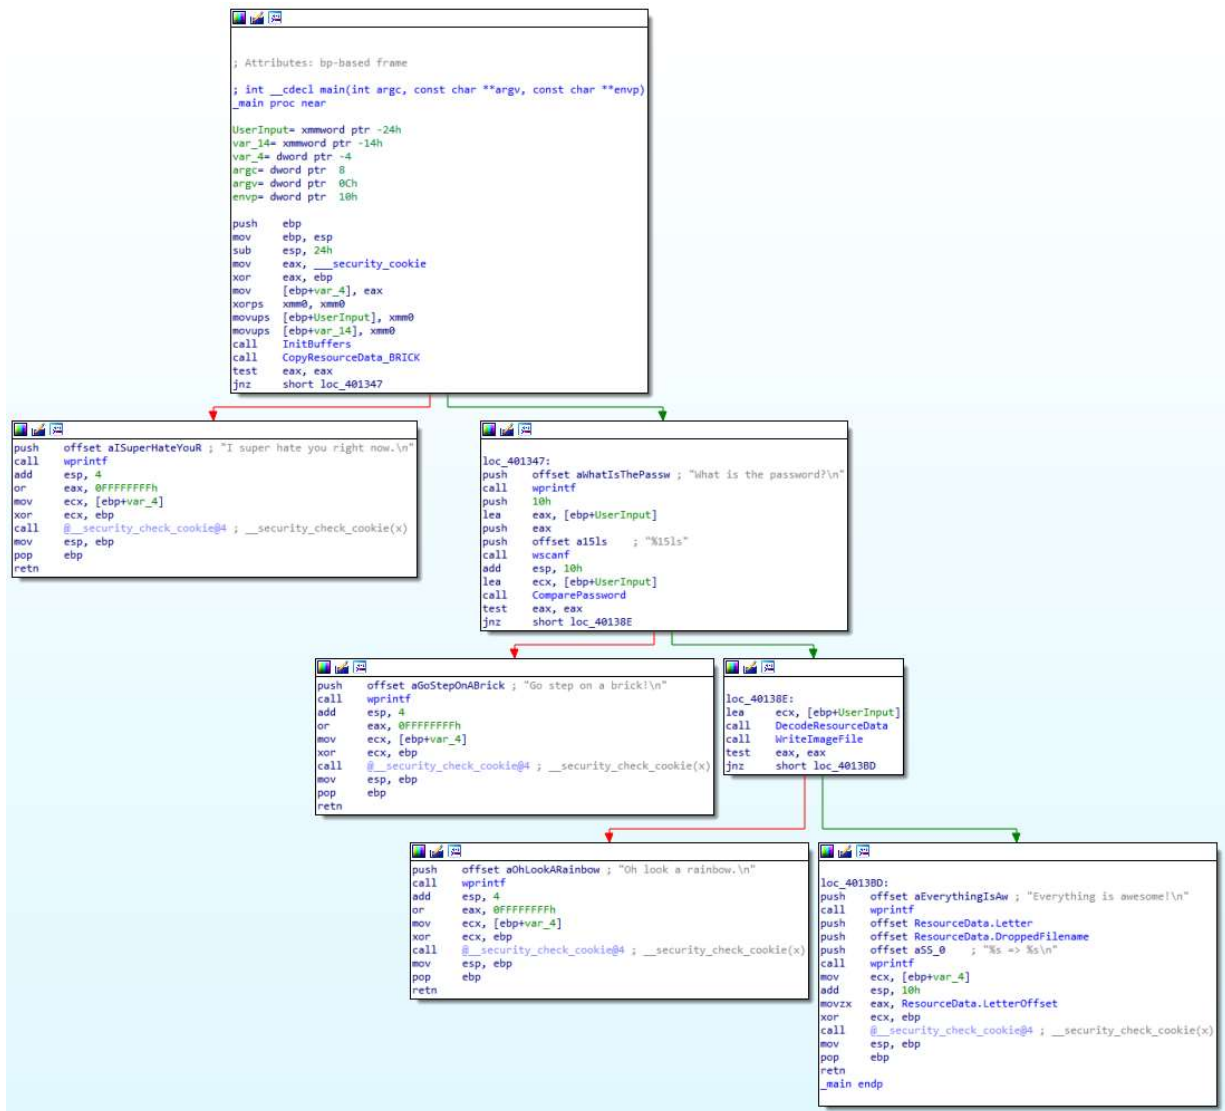 ; Attributes: bp-based frame
; int __cdecl main(int argc, const char **argv, const char **envp)
_main proc near
UserInput= xmmword ptr -24h
var_14= xmmword ptr -14h
var_4= dword ptr -4
argc= dword ptr  8
argv= dword ptr  0Ch
envp= dword ptr  10h
push    ebp
mov     ebp, esp
sub     esp, 24h
mov     eax, ___security_cookie
xor     eax, ebp
mov     [ebp+var_4], eax
xorps   xmm0, xmm0
movups  [ebp+UserInput], xmm0
movups  [ebp+var_14], xmm0
call    InitBuffers
call    CopyResourceData_BRICK
test    eax, eax
jnz     short loc_401347
push    offset aISuperHateYouR ; "I super hate you right now.\n"
call    wprintf
add     esp, 4
or      eax, 0FFFFFFFFh
mov     ecx, [ebp+var_4]
xor     ecx, ebp
call    @__security_check_cookie@4 ; __security_check_cookie(x)
mov     esp, ebp
pop     ebp
retn
loc_401347:
push    offset aWhatIsThePassw ; "What is the password?\n"
call    wprintf
push    10h
lea     eax, [ebp+UserInput]
push    eax
push    offset a15ls    ; "%15ls"
call    wscanf
add     esp, 10h
lea     ecx, [ebp+UserInput]
call    ComparePassword
test    eax, eax
jnz     short loc_40138E
push    offset aGoStepOnABrick ; "Go step on a brick!\n"
call    wprintf
add     esp, 4
or      eax, 0FFFFFFFFh
mov     ecx, [ebp+var_4]
xor     ecx, ebp
call    @__security_check_cookie@4 ; __security_check_cookie(x)
mov     esp, ebp
pop     ebp
retn
loc_40138E:
lea     ecx, [ebp+UserInput]
call    DecodeResourceData
call    WriteImageFile
test    eax, eax
jnz     short loc_4013BD
push    offset aOhLookARainbow ; "Oh look a rainbow.\n"
call    wprintf
add     esp, 4
or      eax, 0FFFFFFFFh
mov     ecx, [ebp+var_4]
xor     ecx, ebp
call    @__security_check_cookie@4 ; __security_check_cookie(x)
mov     esp, ebp
pop     ebp
retn
loc_4013BD:
push    offset aEverythingIsAw ; "Everything is awesome!\n"
call    wprintf
push    offset ResourceData.Letter
push    offset ResourceData.DroppedFilename
push    offset aSS_0    ; "%s => %s\n"
call    wprintf
mov     ecx, [ebp+var_4]
add     esp, 10h
movzx   eax, ResourceData.LetterOffset
xor     ecx, ebp
call    @__security_check_cookie@4 ; __security_check_cookie(x)
mov     esp, ebp
pop     ebp
retn
_main endp